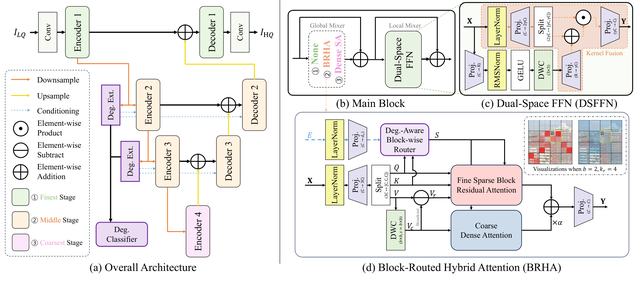 I_LQ
Conv
Encoder 1
Decoder 1
Conv
I_HQ
Downsample
Upsample
Conditioning
Element-wise
Product
Element-wise
Subtract
Element-wise
Addition
① Finest Stage
② Middle Stage
③ Coarsest Stage
Deg. Ext.
Encoder 2
Decoder 2
Deg. Ext.
Encoder 3
Decoder 3
Encoder 4
Deg.
Classifier
(a) Overall Architecture
Global Mixer
① None
② BRHA
③ Dense SA
Local Mixer
Dual-Space
FFN
(b) Main Block
X
Proj.
LayerNorm
RMSNorm
Proj.
GELU
Split
DWC
Proj.
Proj.
Y
Kernel Fusion
(c) Dual-Space FFN (DSFFN)
E
LayerNorm
Proj.
Deg.-Aware
Block-wise
Router
S
X
LayerNorm
Proj.
Split
Q
K
V
V_r
V_s
DWC
Fine Sparse Block
Residual Attention
Coarse
Dense Attention
×α
Proj.
Y
Visualizations when b = 2, k_r = 4
(d) Block-Routed Hybrid Attention (BRHA)